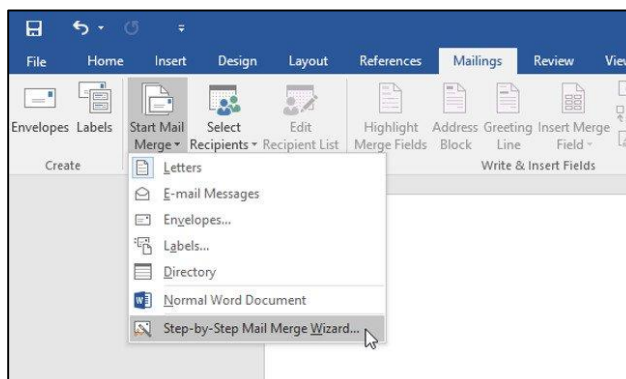 File Home Insert Design Layout References Mailings Review View
Envelopes Labels Start Mail Select Edit Highlight Address Greeting Insert Merge
Merge Recipients Recipient List Merge Fields Block Line Field
Create Write & Insert Fields
Letters
E-mail Messages
Envelopes...
Labels...
Directory
Normal Word Document
Step-by-Step Mail Merge Wizard...